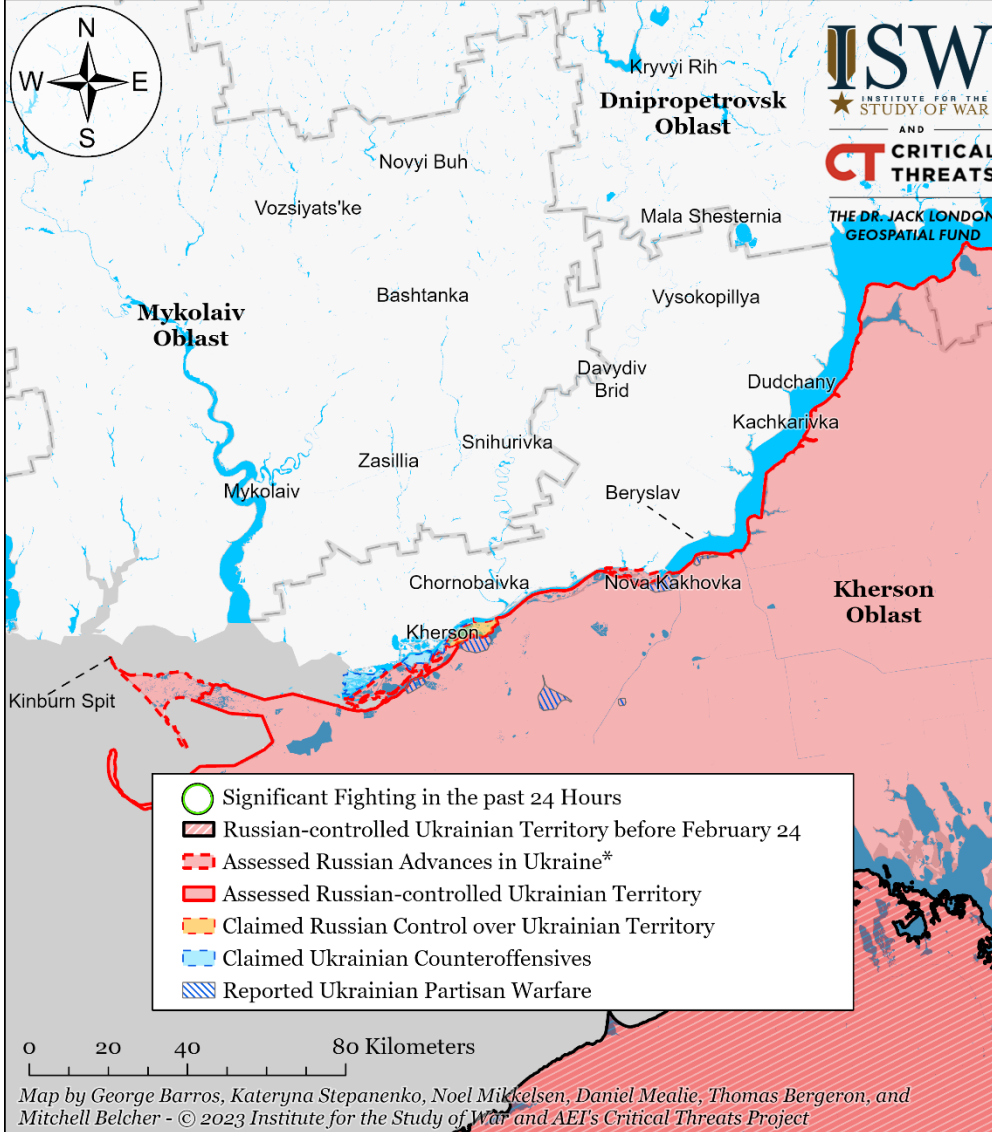 N
W
E
S
ISW
INSTITUTE FOR THE
STUDY OF WAR
AND
CT CRITICAL
THREATS
THE DR. JACK LONDON
GEOSPATIAL FUND
Kryvyi Rih
Dnipropetrovsk
Oblast
Novyi Buh
Vozsiyats'ke
Mala Shesternia
Bashtanka
Vysokopillya
Mykolaiv
Oblast
Davydiv
Brid
Dudchany
Kachkarivka
Snihurivka
Zasillia
Mykolaiv
Beryslav
Chornobaivka
Nova Kakhovka
Kherson
Oblast
Kherson
Kinburn Spit
Significant Fighting in the past 24 Hours
Russian-controlled Ukrainian Territory before February 24
Assessed Russian Advances in Ukraine*
Assessed Russian-controlled Ukrainian Territory
Claimed Russian Control over Ukrainian Territory
Claimed Ukrainian Counteroffensives
Reported Ukrainian Partisan Warfare
0 20 40 80 Kilometers
Map by George Barros, Kateryna Stepanenko, Noel Mikkelsen, Daniel Mealie, Thomas Bergeron, and
Mitchell Belcher - © 2023 Institute for the Study of War and AEI's Critical Threats Project